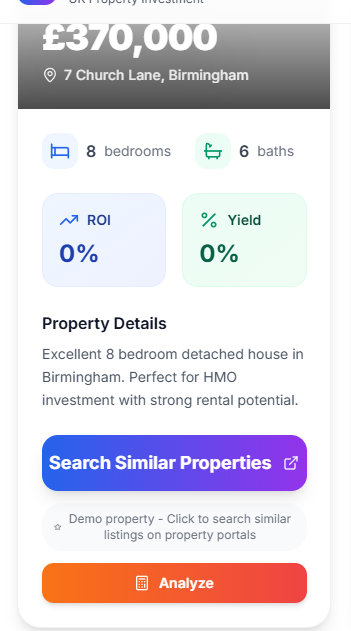 UK Property Investment
£370,000
7 Church Lane, Birmingham
8 bedrooms 6 baths
ROI Yield
0% 0%
Property Details
Excellent 8 bedroom detached house in
Birmingham. Perfect for HMO
investment with strong rental potential.
Search Similar Properties
Demo property - Click to search similar
listings on property portals
Analyze